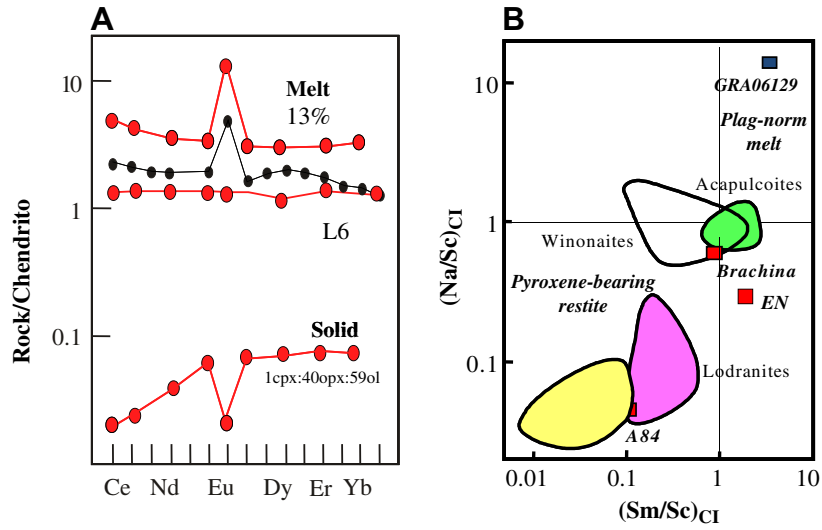 A
Rock/Chendrito
10
1
0.1
Melt
13%
L6
Solid
1cpx:40opx:59ol
Ce Nd Eu Dy Er Yb
B
(Na/Sc)CI
10
1
0.1
GRA06129
Plag-norm
melt
Acapulcoites
Winonaites
Brachina
Pyroxene-bearing
restite
EN
Lodranites
A84
0.01 0.1 1 10
(Sm/Sc)CI